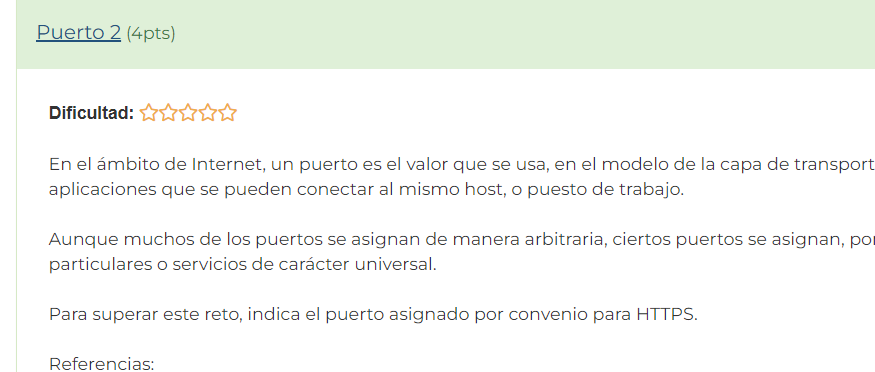 Puerto 2 (4pts)
Dificultad:
En el ámbito de Internet, un puerto es el valor que se usa, en el modelo de la capa de transport
aplicaciones que se pueden conectar al mismo host, o puesto de trabajo.
Aunque muchos de los puertos se asignan de manera arbitraria, ciertos puertos se asignan, por
particulares o servicios de carácter universal.
Para superar este reto, indica el puerto asignado por convenio para HTTPS.
Referencias: